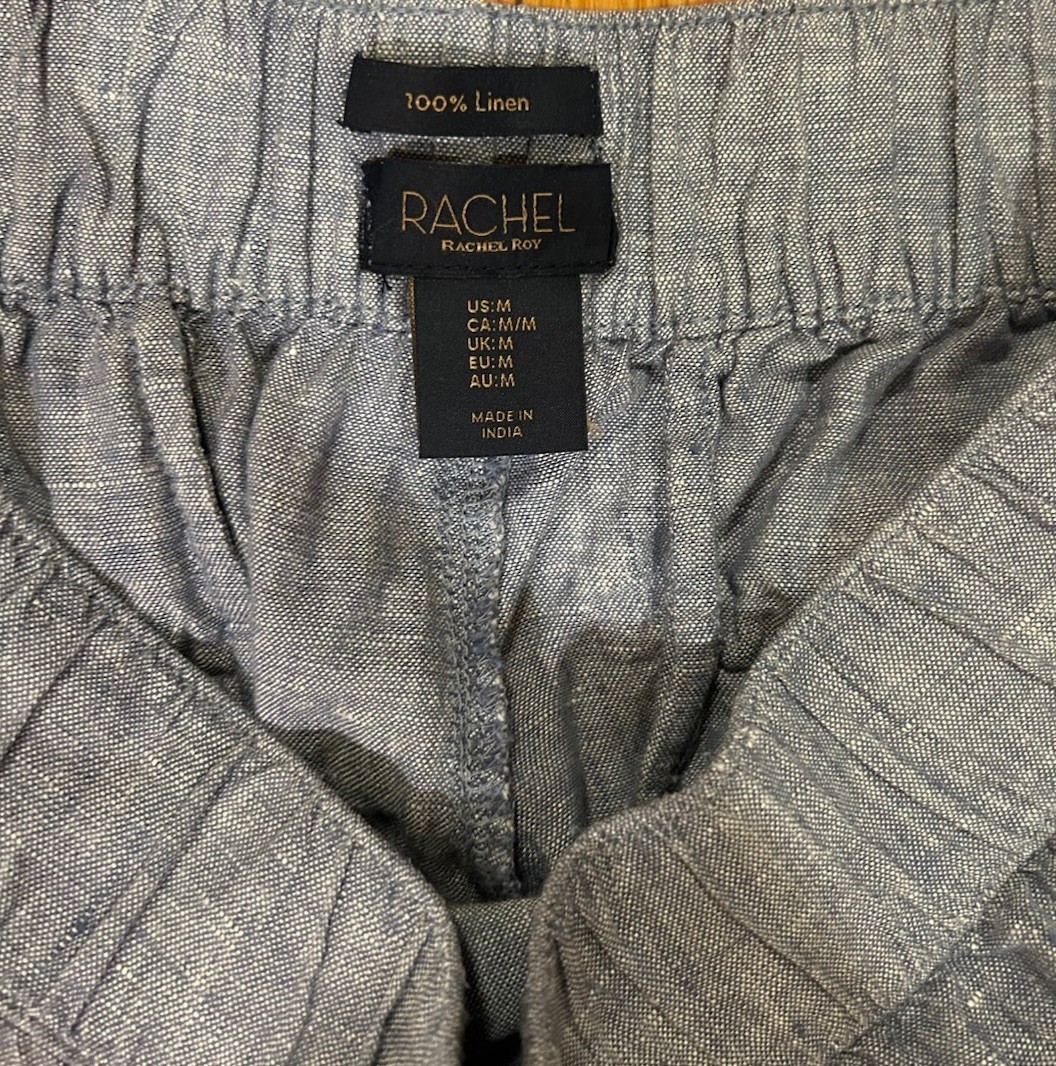 100% Linen
RACHEL
RACHEL ROY
US:M
CA:M/M
UK:M
EU:M
AU:M
MADE IN
INDIA